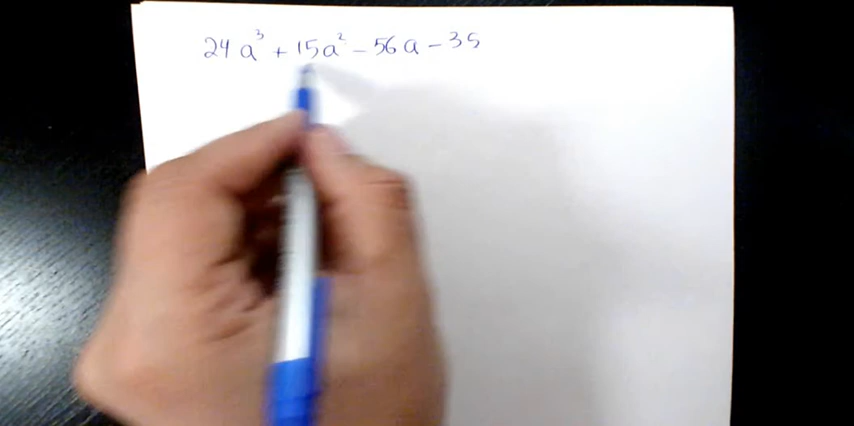 24a³ + 15a² - 56a - 35